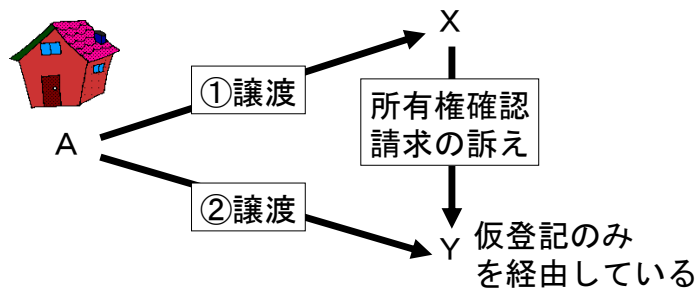 X
①譲渡
所有権確認
請求の訴え
A
②譲渡
Y
仮登記のみ
を経由している